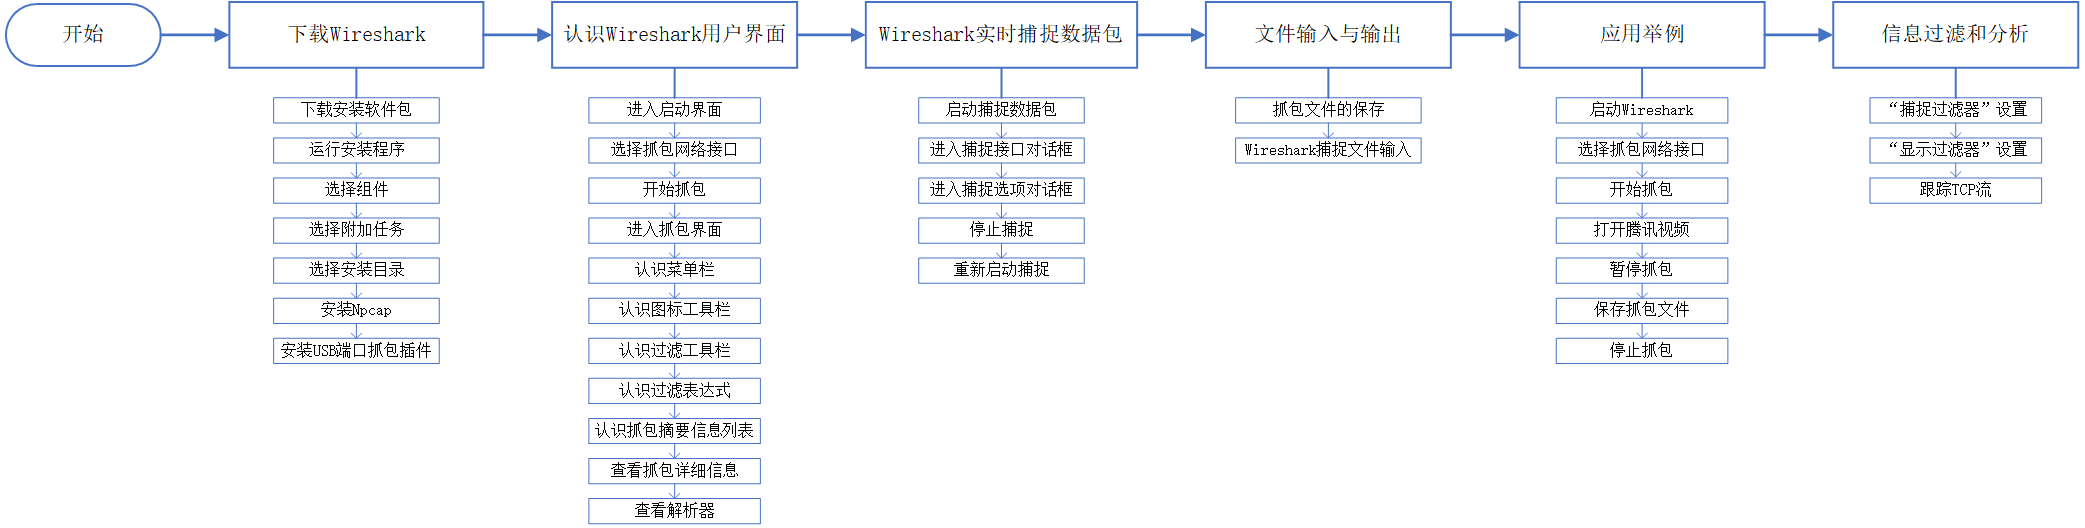 开始
下载Wireshark
认识Wireshark用户界面
Wireshark实时捕捉数据包
文件输入与输出
应用举例
信息过滤和分析
下载安装软件包
运行安装程序
选择组件
选择附加任务
选择安装目录
安装Npcap
安装USB端口抓包插件
进入启动界面
选择抓包网络接口
开始抓包
进入抓包界面
认识菜单栏
认识图标工具栏
认识过滤工具栏
认识过滤表达式
认识抓包摘要信息列表
查看抓包详细信息
查看解析器
启动捕捉数据包
进入捕捉接口对话框
进入捕捉选项对话框
停止捕捉
重新启动捕捉
抓包文件的保存
Wireshark捕捉文件输入
启动Wireshark
选择抓包网络接口
开始抓包
打开腾讯视频
暂停抓包
保存抓包文件
停止抓包
“捕捉过滤器”设置
“显示过滤器”设置
跟踪TCP流